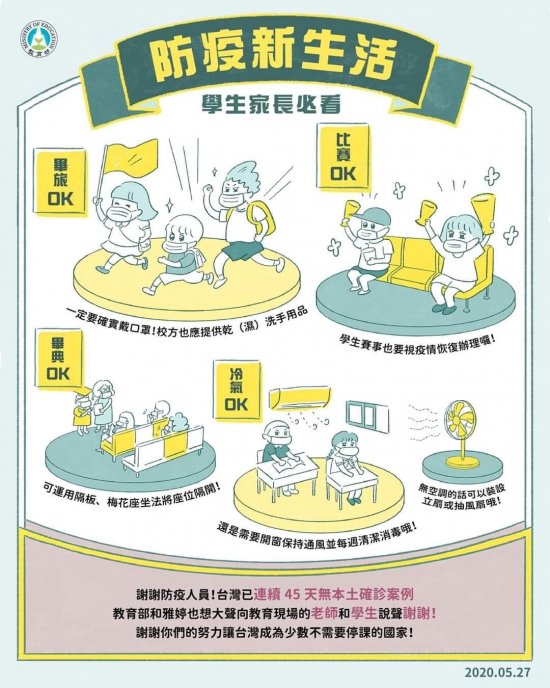 MINISTRY OF EDUCATION
教育部
防疫新生活
學生家長必看
畢旅
OK
比賽
OK
一定要確實戴口罩!校方也應提供乾（濕）洗手用品
學生賽事也要視疫情恢復辦理囉!
畢典
OK
冷氣
OK
可運用隔板、梅花座坐法將座位隔開!
還是需要開窗保持通風並每週清潔消毒哦!
無空調的話可以裝設
立扇或抽風扇哦!
謝謝防疫人員!台灣已連續 45 天無本土確診案例
教育部和雅婷也想大聲向教育現場的老師和學生說聲謝謝!
謝謝你們的努力讓台灣成為少數不需要停課的國家!
2020.05.27